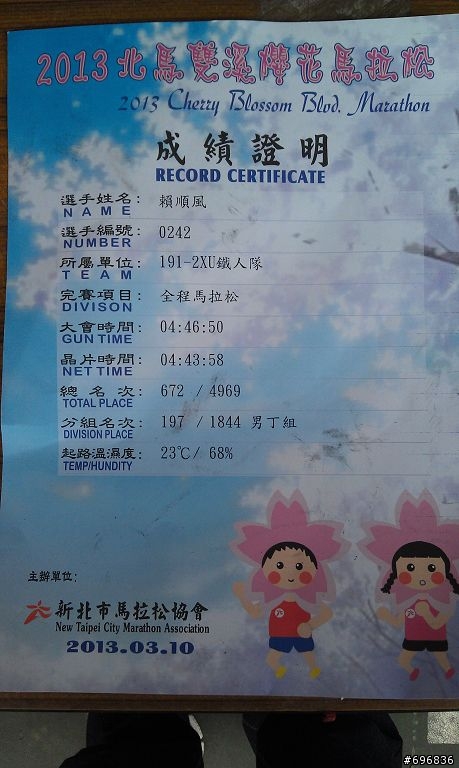 2013北馬雙溪櫻花馬拉松
2013 Cherry Blossom Blvd. Marathon
成績證明
RECORD CERTIFICATE
選手姓名: 賴順風
NAME
選手編號: 0242
NUMBER
所屬單位: 191-2XU鐵人隊
TEAM
完賽項目: 全程馬拉松
DIVISON
大會時間: 04:46:50
GUN TIME
晶片時間: 04:43:58
NET TIME
總名次: 672 / 4969
TOTAL PLACE
分組名次: 197 / 1844 男丁組
DIVISION PLACE
起跑溫濕度: 23℃/ 68%
TEMP/HUNDITY
主辦單位:
新北市馬拉松協會
New Taipei City Marathon Association
2013.03.10
#696836